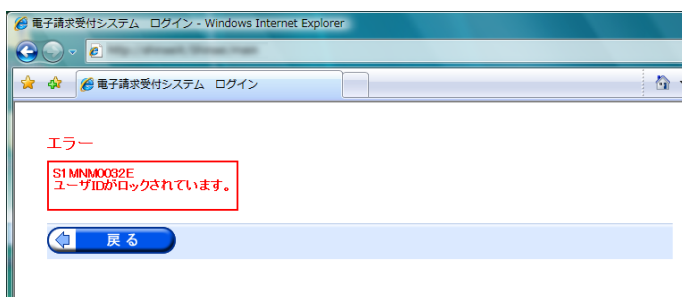 電子請求受付システム ログイン - Windows Internet Explorer
電子請求受付システム ログイン
エラー
S1MNM0032E
ユーザIDがロックされています。
戻る